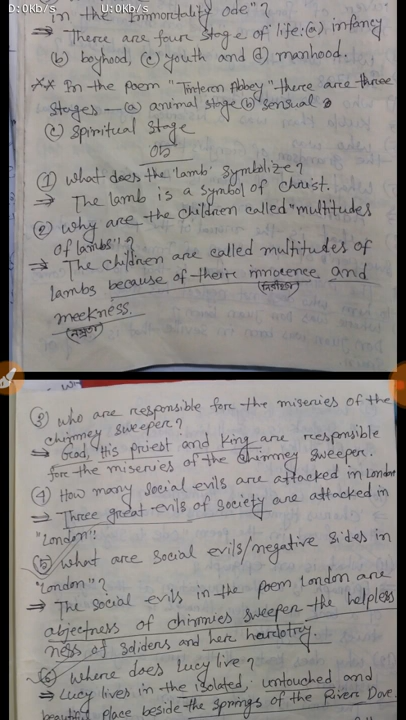 D:0Kb/s U:0Kb/s
in the Immortality Ode"?
⇒ There are four stage of life: (a) infancy
(b) boyhood, (c) youth and (d) manhood.
** In the poem "Tinteren Abbey" there are three
stages — (a) animal stage (b) sensual &
(c) Spiritual stage
05
① What does the 'lamb' symbolize?
⇒ The lamb is a symbol of Christ.
② why are the children called "multitudes
of lambs"?
⇒ The children are called multitudes of
lambs because of their innocence and
meekness.
③ who are responsible fore the miseries of the
chimney sweeper?
⇒ God, His priest and King are responsible
fore the miseries of the Chimney Sweeper.
④ How many social evils are attacked in London
⇒ Three great evils of society are attacked in
"London".
⑤ what are social evils/negative sides in
"London"?
⇒ The social evils in the poem London are
abjectness of chimnies sweeper the helpless
ness of soliders and here harlotry.
⑥ Where does Lucy live?
⇒ Lucy lives in the isolated, untouched and
beautiful place beside the springs of the River Dove.